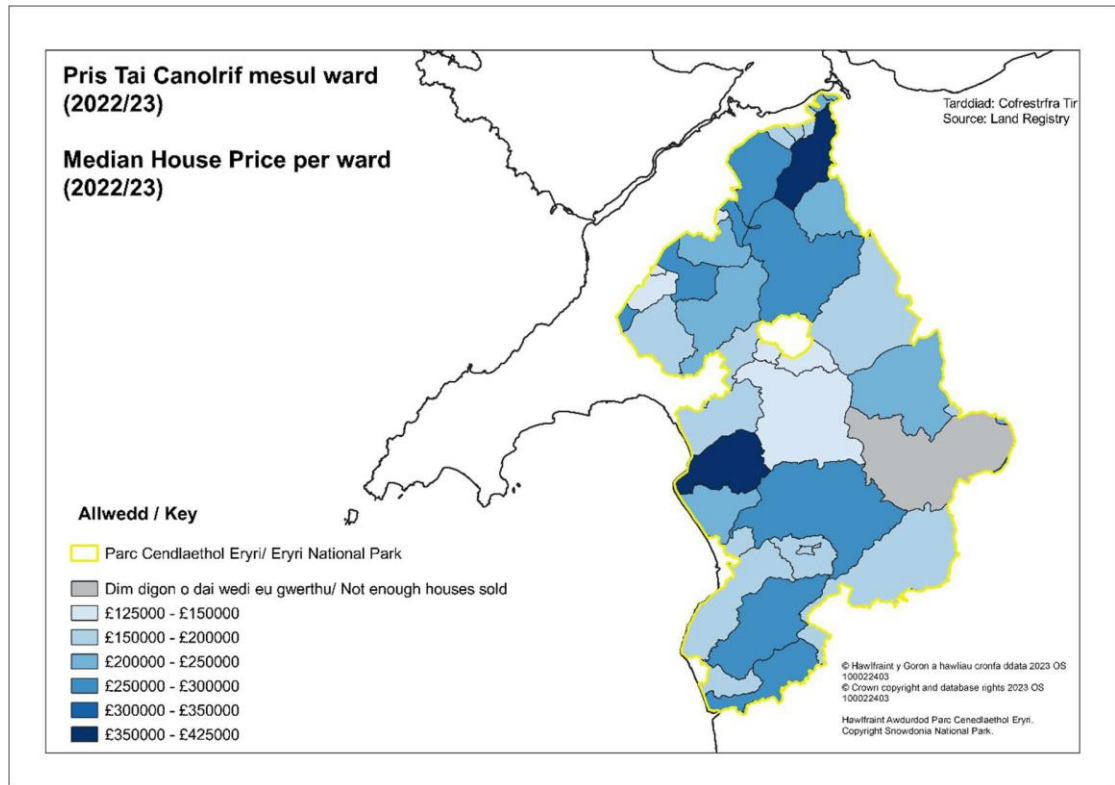 Pris Tai Canolrif mesul ward
(2022/23)
Median House Price per ward
(2022/23)
Tarddiad: Cofrestrfra Tir
Source: Land Registry
Allwedd / Key
Parc Cendlaethol Eryri/ Eryri National Park
Dim digon o dai wedi eu gwerthu/ Not enough houses sold
£125000 - £150000
£150000 - £200000
£200000 - £250000
£250000 - £300000
£300000 - £350000
£350000 - £425000
© Hawlfraint y Goron a hawliau cronfa ddata 2023 OS
100022403
© Crown copyright and database rights 2023 OS
100022403
Hawlfraint Awdurdod Parc Cenedlaethol Eryri.
Copyright Snowdonia National Park.